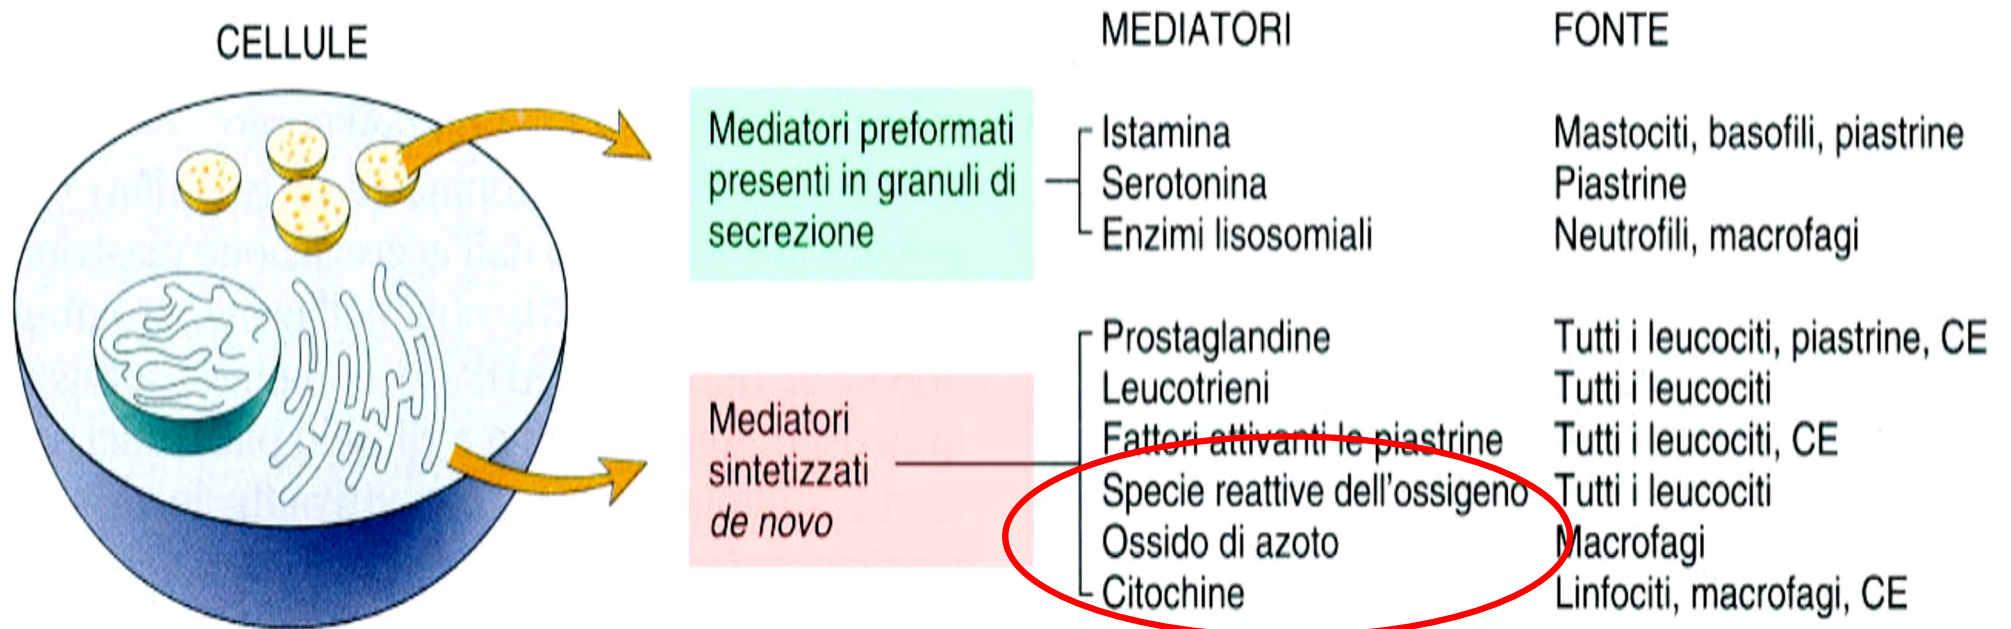 CELLULE
MEDIATORI
FONTE
Mediatori preformati
presenti in granuli di
secrezione
Istamina
Mastociti, basofili, piastrine
Serotonina
Piastrine
Enzimi lisosomiali
Neutrofili, macrofagi
Mediatori
sintetizzati
de novo
Prostaglandine
Tutti i leucociti, piastrine, CE
Leucotrieni
Tutti i leucociti
Fattori attivanti le piastrine
Tutti i leucociti, CE
Specie reattive dell'ossigeno
Tutti i leucociti
Ossido di azoto
Macrofagi
Citochine
Linfociti, macrofagi, CE